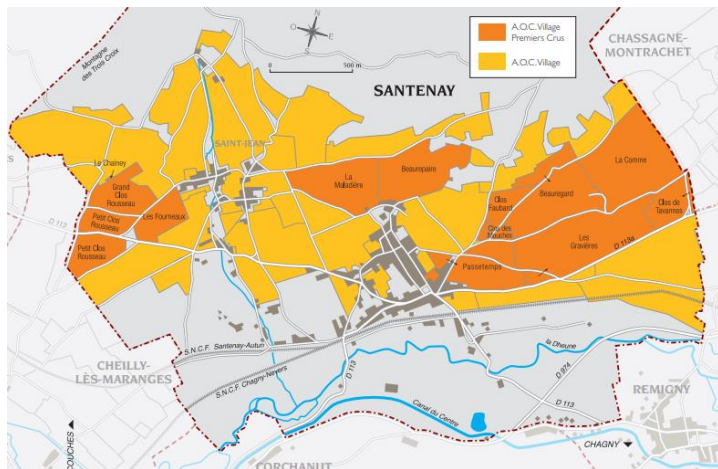 N
O
E
S
0
500 m
A.O.C. Village
Premiers Crus
A.O.C. Village
CHASSAGNE-
MONTRACHET
Montagne
des Trois Croix
SANTENAY
SAINT-JEAN
Le Chainey
Grand
Clos
Rousseau
Petit Clos
Rousseau
Les Fourneaux
Petit Clos
Rousseau
D 113
La
Maladière
Beaurepaire
La Comme
Clos
Faubard
Beauregard
Clos de
Tavannes
Clos des
Mouches
Les
Gravières
D 113a
Passetemps
S.N.C.F. Santenay-Autun
S.N.C.F. Chagny-Nevers
D 113
la Dheune
D 974
D 113
Canal du Centre
CHEILLY-
LÈS-MARANGES
REMIGNY
COUCHES
CHAGNY
CORCHANUT